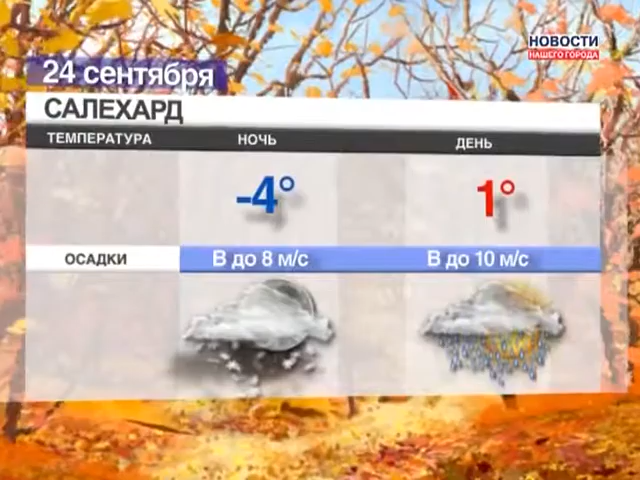 НОВОСТИ
НАШЕГО ГОРОДА
24 сентября
САЛЕХАРД
ТЕМПЕРАТУРА НОЧЬ ДЕНЬ
-4° 1°
ОСАДКИ В до 8 м/с В до 10 м/с